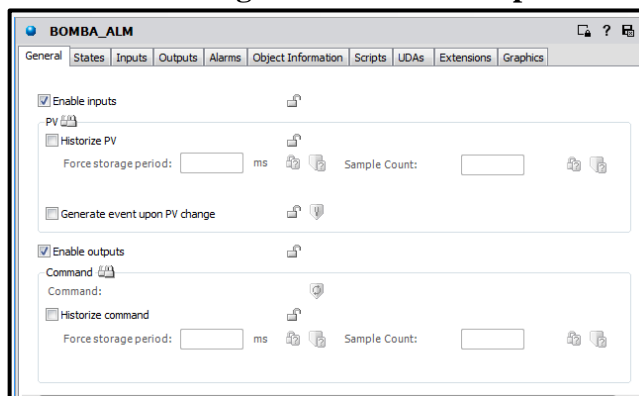 BOMBA_ALM ?
General States Inputs Outputs Alarms Object Information Scripts UDAs Extensions Graphics
Enable inputs
PV
Historize PV
Force storage period: ms Sample Count:
Generate event upon PV change
Enable outputs
Command
Command:
Historize command
Force storage period: ms Sample Count: